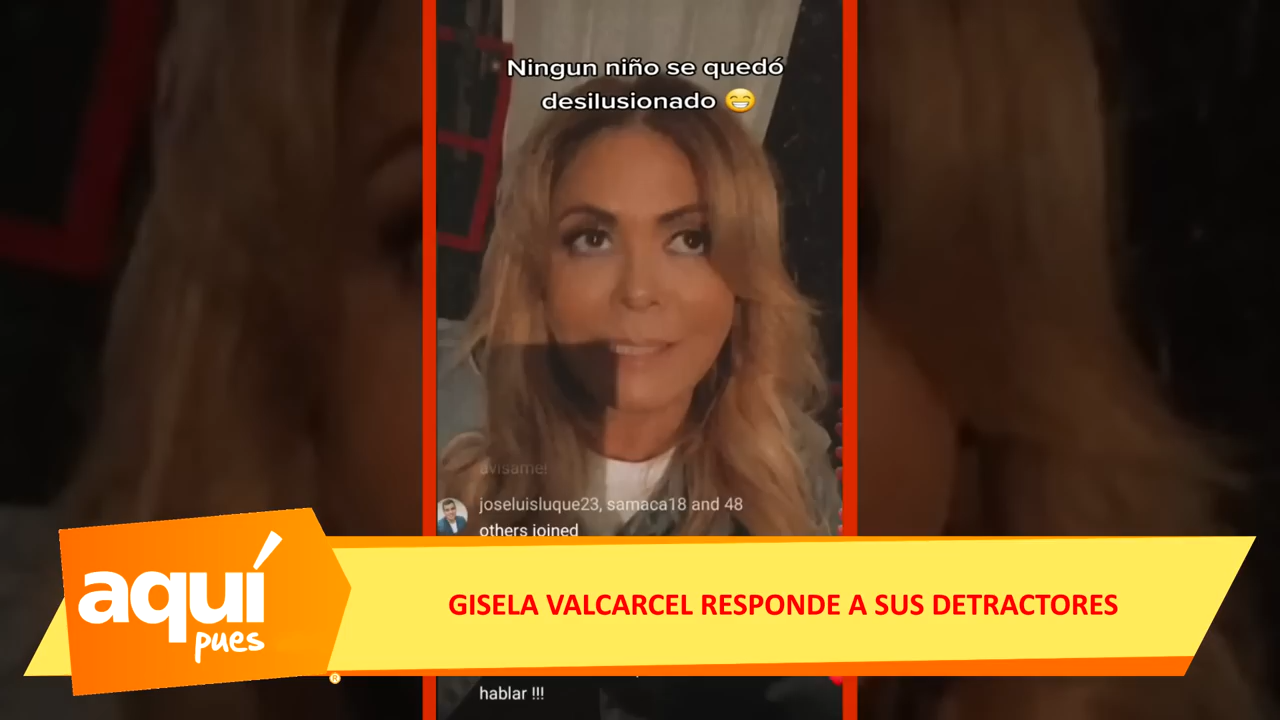 Ningun niño se quedó
desilusionado 😁
avisame!
joseluisluque23, samaca18 and 48
others joined
aquí
pues
GISELA VALCARCEL RESPONDE A SUS DETRACTORES
®
hablar !!!